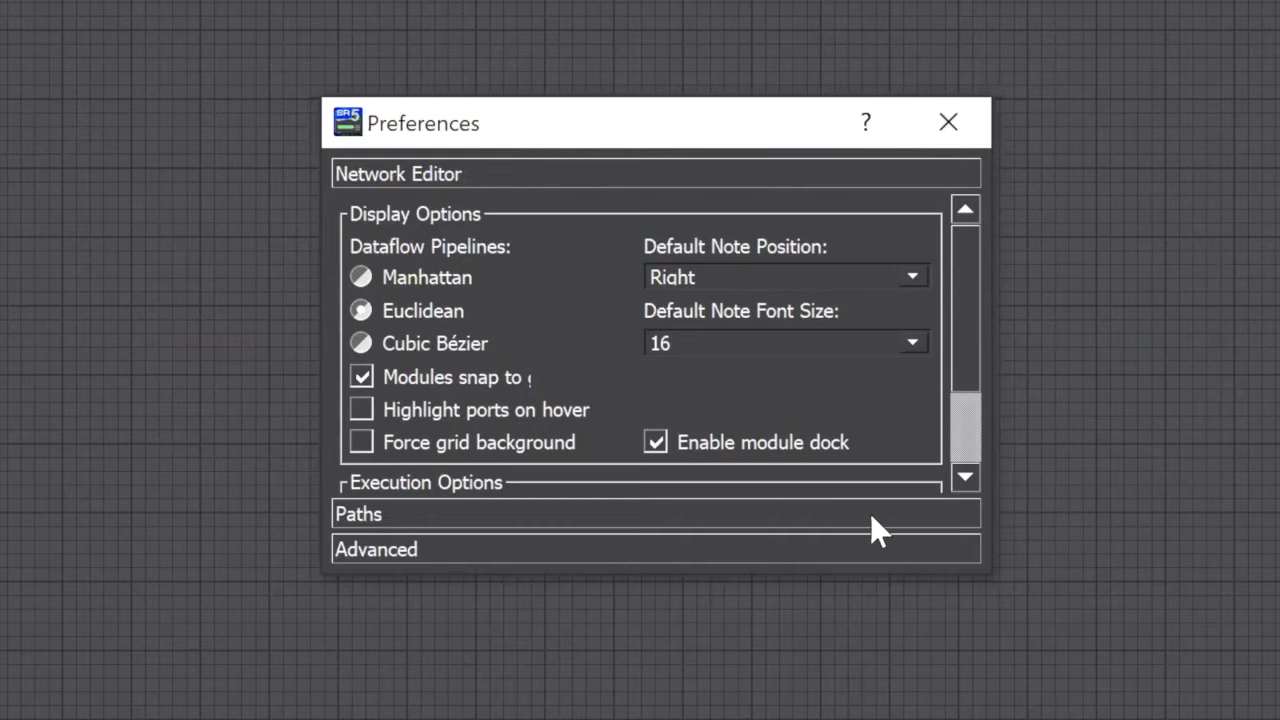 SR5
Preferences
?
Network Editor
Display Options
Dataflow Pipelines:
Default Note Position:
Manhattan
Right
Euclidean
Default Note Font Size:
Cubic Bézier
16
Modules snap to
Highlight ports on hover
Force grid background
Enable module dock
Execution Options
Paths
Advanced